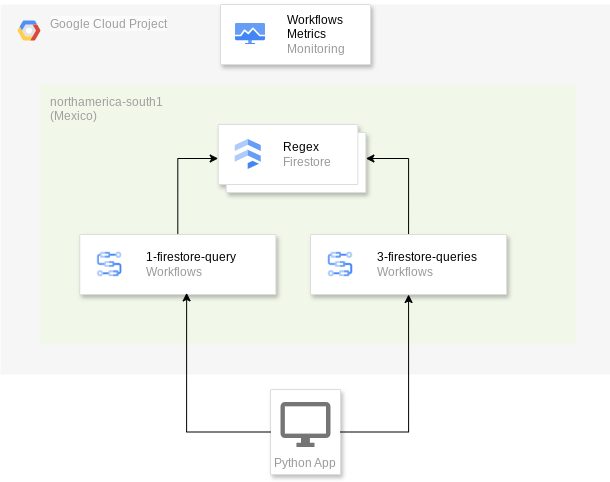 Google Cloud Project
Workflows
Metrics
Monitoring
northamerica-south1
(Mexico)
Regex
Firestore
1-firestore-query
Workflows
3-firestore-queries
Workflows
Python App